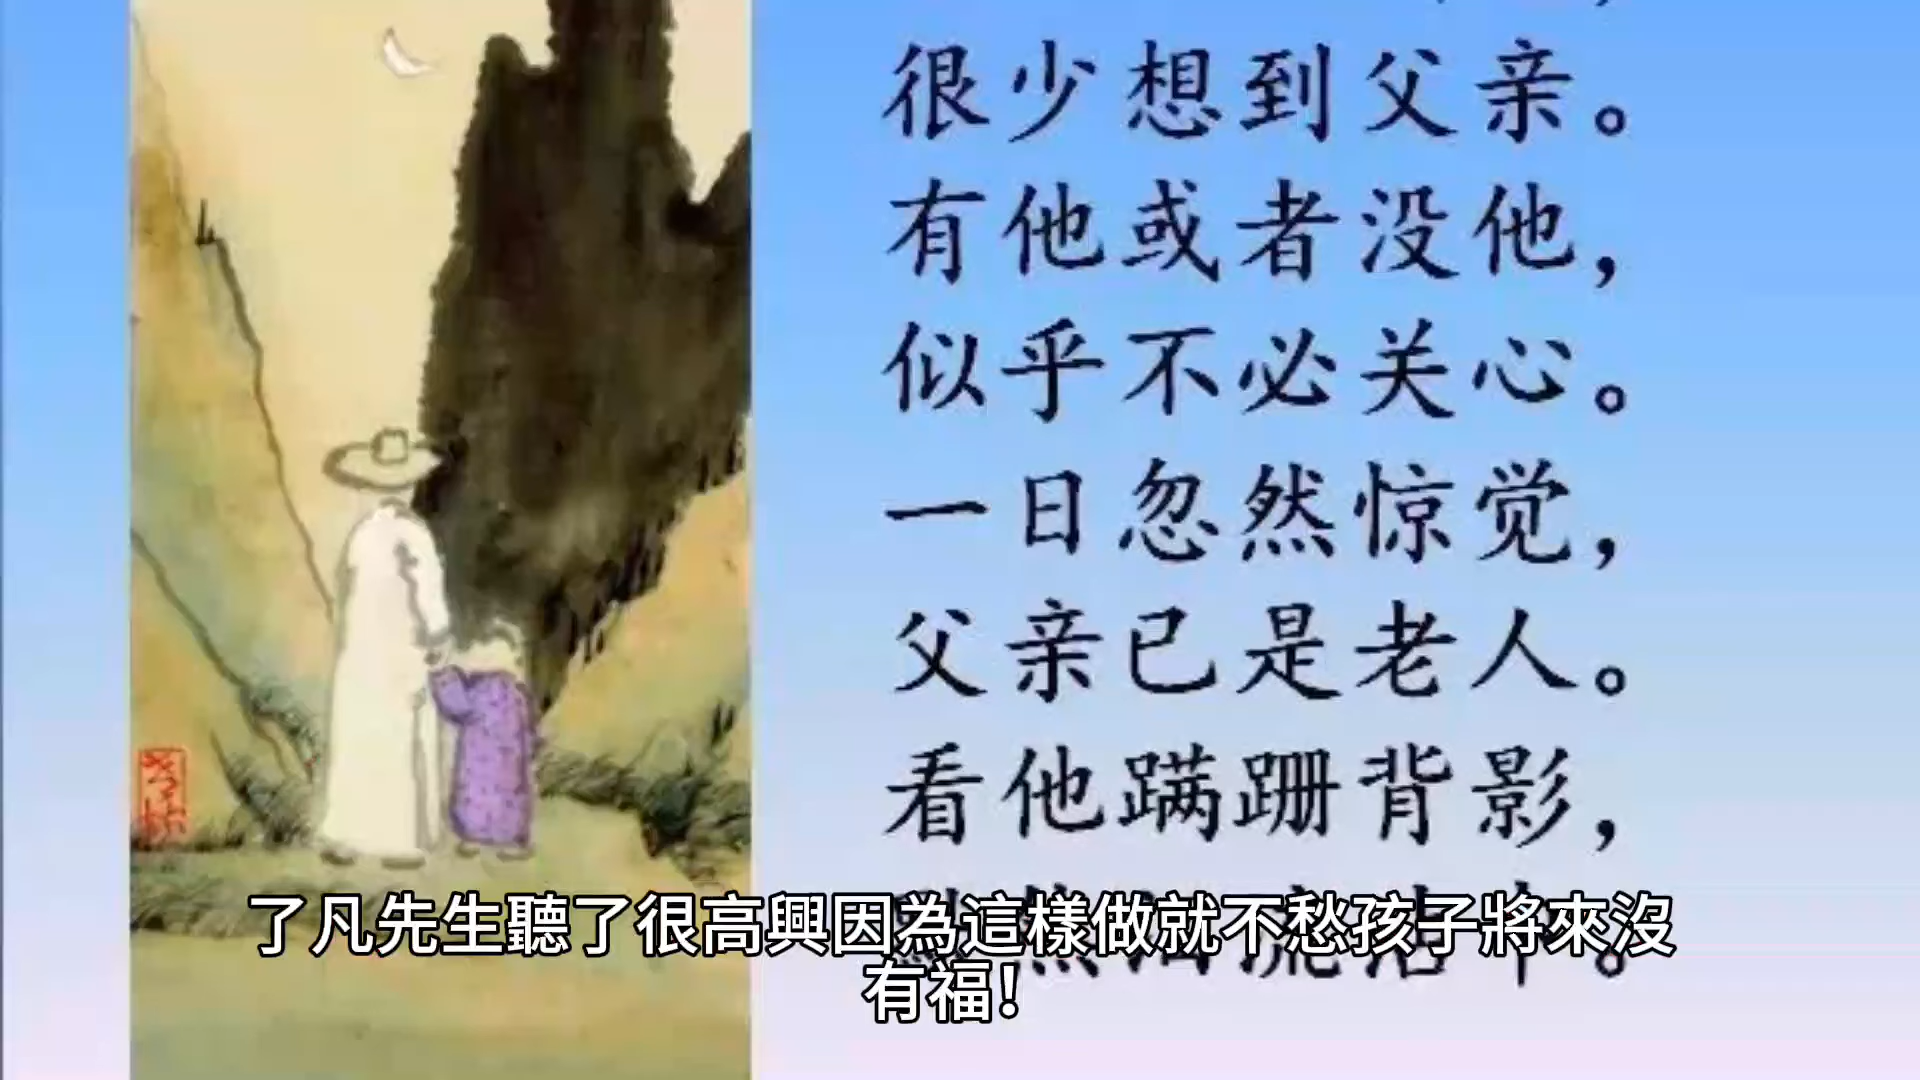 很少想到父亲。
有他或者没他，
似乎不必关心。
一日忽然惊觉，
父亲已是老人。
看他蹒跚背影，
了凡先生聽了很高興因為這樣做就不愁孩子將來沒
有福！